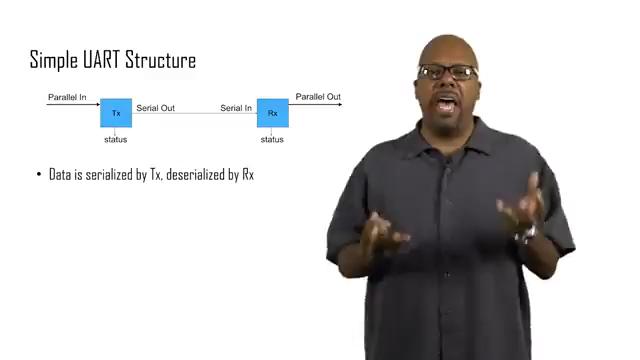 Simple UART Structure
Parallel In
Tx
Serial Out
Serial In
Rx
Parallel Out
status
status
• Data is serialized by Tx, deserialized by Rx